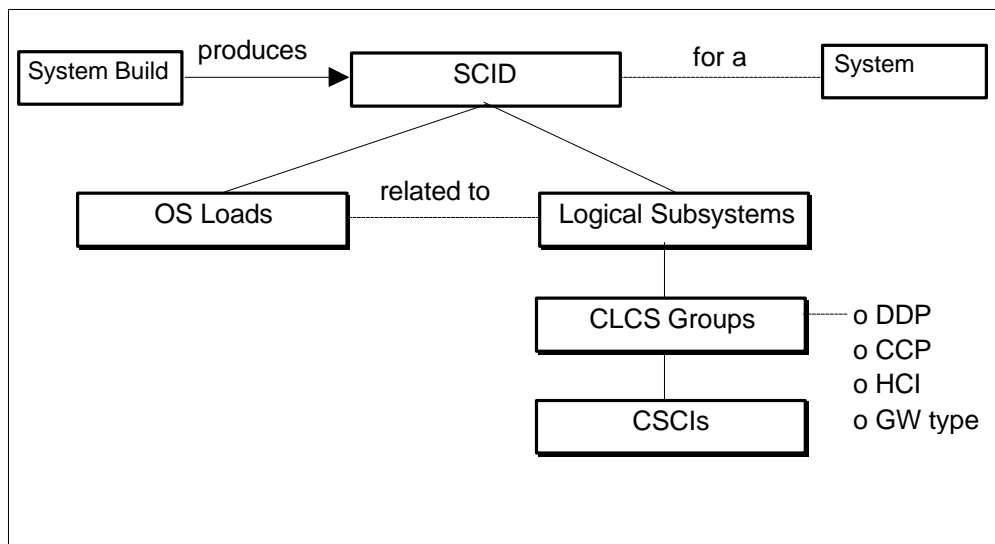 produces
for a
System Build
SCID
System
related to
OS Loads
Logical Subsystems
CLCS Groups
o DDP
o CCP
o HCI
o GW type
CSCIs